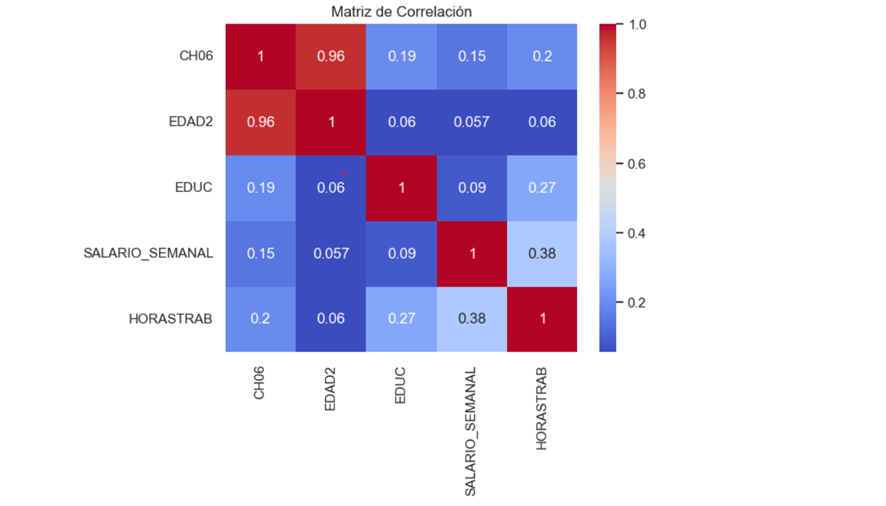 Matriz de Correlación
CH06 1 0.96 0.19 0.15 0.2
EDAD2 0.96 1 0.06 0.057 0.06
EDUC 0.19 0.06 1 0.09 0.27
SALARIO_SEMANAL 0.15 0.057 0.09 1 0.38
HORASTRAB 0.2 0.06 0.27 0.38 1
CH06 EDAD2 EDUC SALARIO_SEMANAL HORASTRAB
1.0
0.8
0.6
0.4
0.2